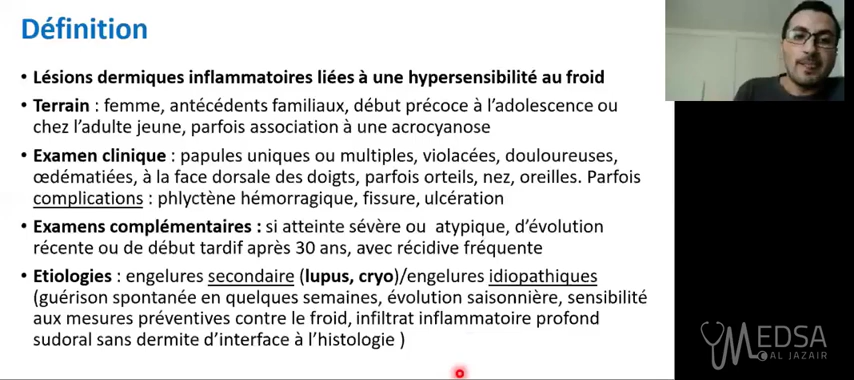 Définition
• Lésions dermiques inflammatoires liées à une hypersensibilité au froid
• Terrain : femme, antécédents familiaux, début précoce à l'adolescence ou
chez l'adulte jeune, parfois association à une acrocyanose
• Examen clinique : papules uniques ou multiples, violacées, douloureuses,
œdématiées, à la face dorsale des doigts, parfois orteils, nez, oreilles. Parfois
complications : phlyctène hémorragique, fissure, ulcération
• Examens complémentaires : si atteinte sévère ou atypique, d'évolution
récente ou de début tardif après 30 ans, avec récidive fréquente
• Etiologies : engelures secondaire (lupus, cryo)/engelures idiopathiques
(guérison spontanée en quelques semaines, évolution saisonnière, sensibilité
aux mesures préventives contre le froid, infiltrat inflammatoire profond
sudoral sans dermite d'interface à l'histologie )
MEDSA
AL JAZAIR